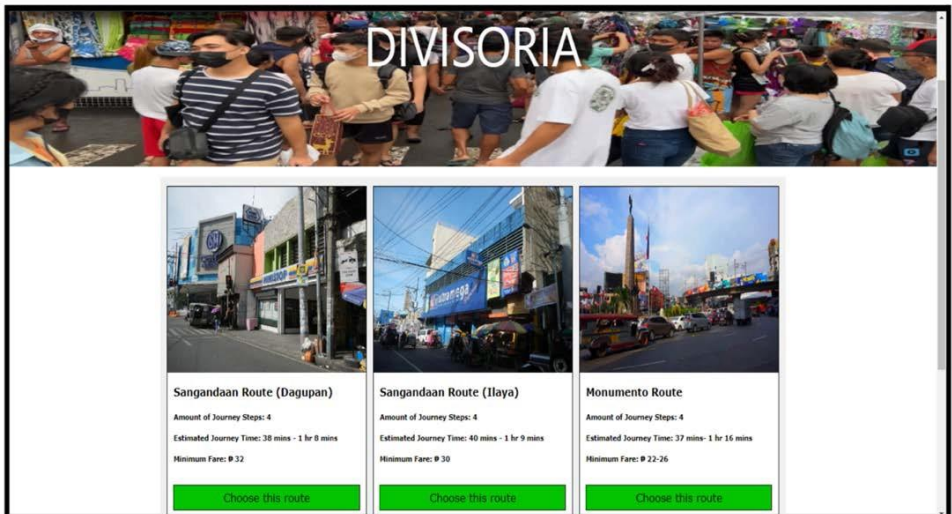 DIVISORIA
SM
MINISTOP
Sangandaan Route (Dagupan)
Amount of Journey Steps: 4
Estimated Journey Time: 38 mins - 1 hr 8 mins
Minimum Fare: ₱ 32
Choose this route
Sangandaan Route (Ilaya)
Amount of Journey Steps: 4
Estimated Journey Time: 40 mins - 1 hr 9 mins
Minimum Fare: ₱ 30
Choose this route
Monumento Route
Amount of Journey Steps: 4
Estimated Journey Time: 37 mins- 1 hr 16 mins
Minimum Fare: ₱ 22-26
Choose this route